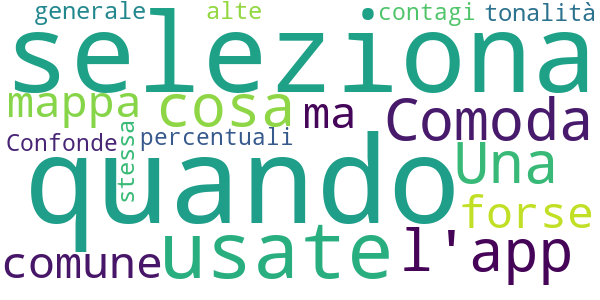 generale alte contagi tonalità
seleziona
mappa cosa ma Comoda
Confonde stessa percentuali Una
quando forse
comune usate l'app